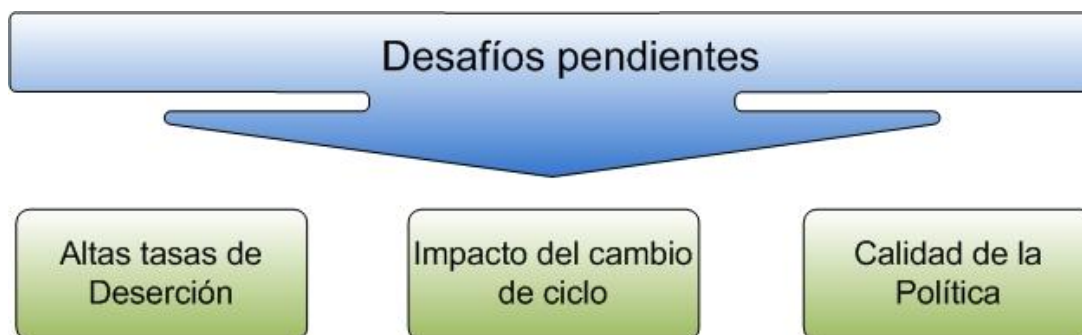 Desafíos pendientes
Altas tasas de
Deserción
Impacto del cambio
de ciclo
Calidad de la
Política